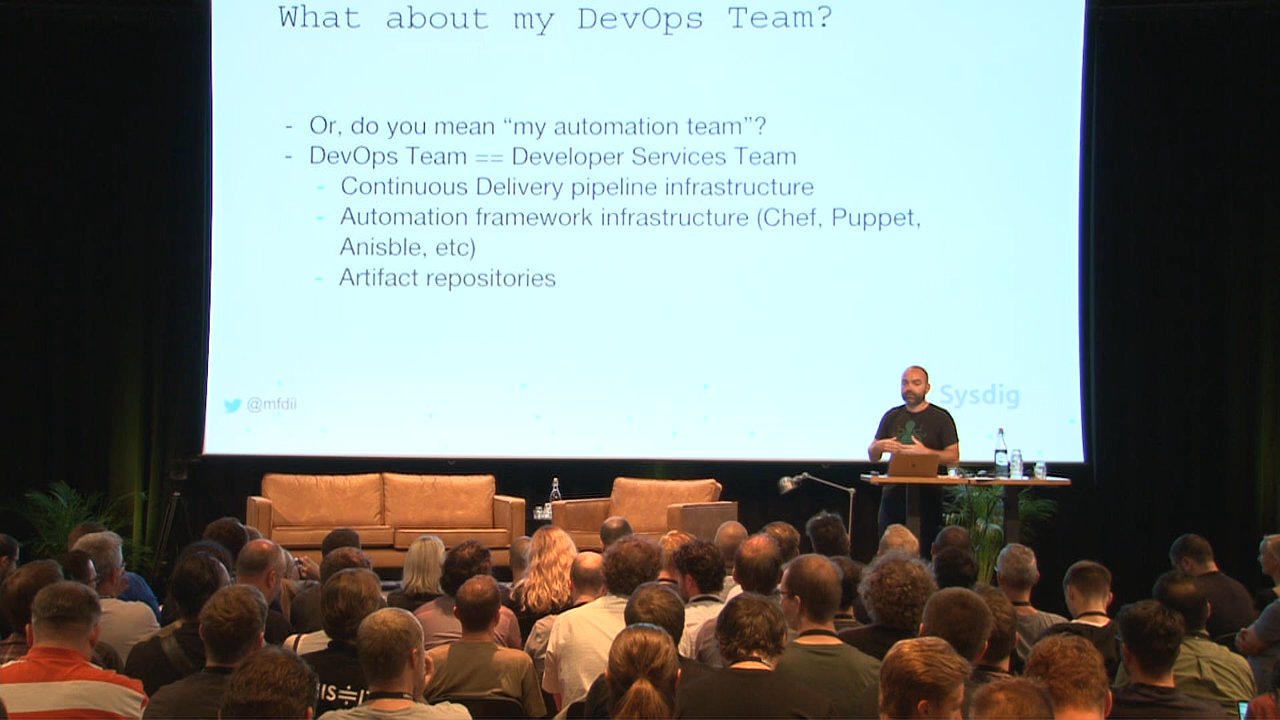 What about my DevOps Team?
- Or, do you mean “my automation team”?
- DevOps Team == Developer Services Team
- Continuous Delivery pipeline infrastructure
- Automation framework infrastructure (Chef, Puppet,
Anisble, etc)
- Artifact repositories
@mfdii
Sysdig